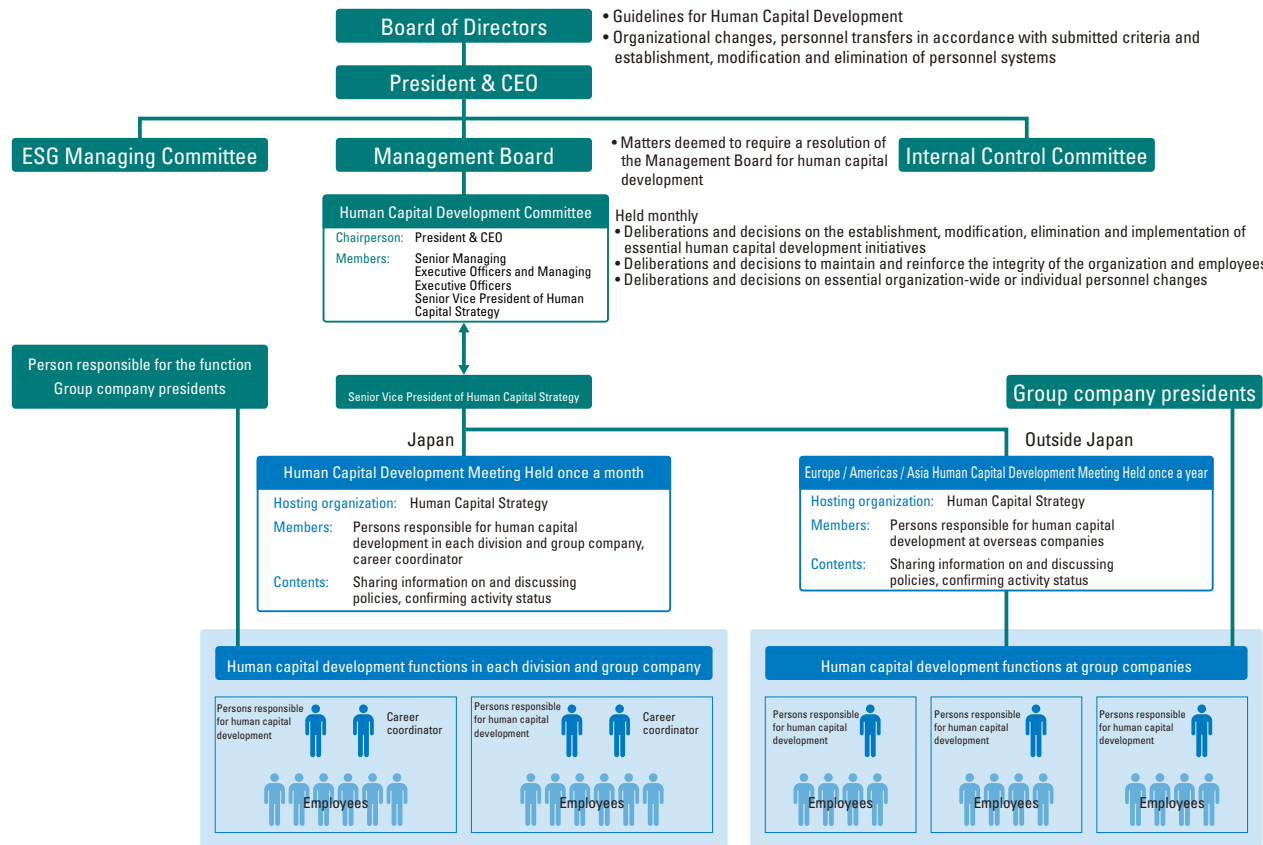 Board of Directors
• Guidelines for Human Capital Development
• Organizational changes, personnel transfers in accordance with submitted criteria and
establishment, modification and elimination of personnel systems
President & CEO
ESG Managing Committee
Management Board
• Matters deemed to require a resolution of
the Management Board for human capital
development
Internal Control Committee
Human Capital Development Committee
Chairperson: President & CEO
Members: Senior Managing
Executive Officers and Managing
Executive Officers
Senior Vice President of Human
Capital Strategy
Held monthly
• Deliberations and decisions on the establishment, modification, elimination and implementation of
essential human capital development initiatives
• Deliberations and decisions to maintain and reinforce the integrity of the organization and employees
• Deliberations and decisions on essential organization-wide or individual personnel changes
Person responsible for the function
Group company presidents
Senior Vice President of Human Capital Strategy
Group company presidents
Japan
Outside Japan
Human Capital Development Meeting Held once a month
Hosting organization: Human Capital Strategy
Members: Persons responsible for human capital
development in each division and group company,
career coordinator
Contents: Sharing information on and discussing
policies, confirming activity status
Europe / Americas / Asia Human Capital Development Meeting Held once a year
Hosting organization: Human Capital Strategy
Members: Persons responsible for human capital
development at overseas companies
Contents: Sharing information on and discussing
policies, confirming activity status
Human capital development functions in each division and group company
Persons responsible
for human capital
development
Career
coordinator
Employees
Persons responsible
for human capital
development
Career
coordinator
Employees
Human capital development functions at group companies
Persons responsible
for human capital
development
Employees
Persons responsible
for human capital
development
Employees
Persons responsible
for human capital
development
Employees